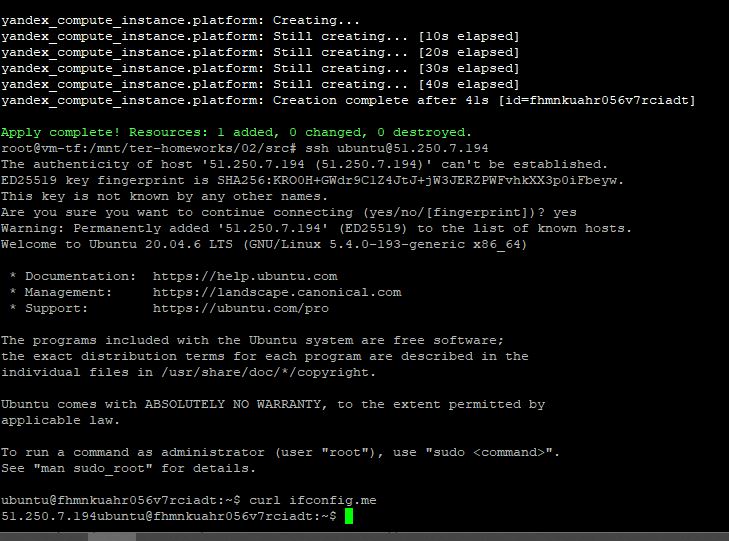 yandex_compute_instance.platform: Creating...
yandex_compute_instance.platform: Still creating... [10s elapsed]
yandex_compute_instance.platform: Still creating... [20s elapsed]
yandex_compute_instance.platform: Still creating... [30s elapsed]
yandex_compute_instance.platform: Still creating... [40s elapsed]
yandex_compute_instance.platform: Creation complete after 41s [id=fhmnkuahr056v7rciadt]
Apply complete! Resources: 1 added, 0 changed, 0 destroyed.
root@vm-tf:/mnt/ter-homeworks/02/src# ssh ubuntu@51.250.7.194
The authenticity of host '51.250.7.194 (51.250.7.194)' can't be established.
ED25519 key fingerprint is SHA256:KROOH+GWdr9ClZ4JtJ+jW3JERZPWFvhkXX3p0iFbeyw.
This key is not known by any other names.
Are you sure you want to continue connecting (yes/no/[fingerprint])? yes
Warning: Permanently added '51.250.7.194' (ED25519) to the list of known hosts.
Welcome to Ubuntu 20.04.6 LTS (GNU/Linux 5.4.0-193-generic x86_64)
* Documentation:  https://help.ubuntu.com
* Management:     https://landscape.canonical.com
* Support:        https://ubuntu.com/pro
The programs included with the Ubuntu system are free software;
the exact distribution terms for each program are described in the
individual files in /usr/share/doc/*/copyright.
Ubuntu comes with ABSOLUTELY NO WARRANTY, to the extent permitted by
applicable law.
To run a command as administrator (user "root"), use "sudo <command>".
See "man sudo_root" for details.
ubuntu@fhmnkuahr056v7rciadt:~$ curl ifconfig.me
51.250.7.194ubuntu@fhmnkuahr056v7rciadt:~$